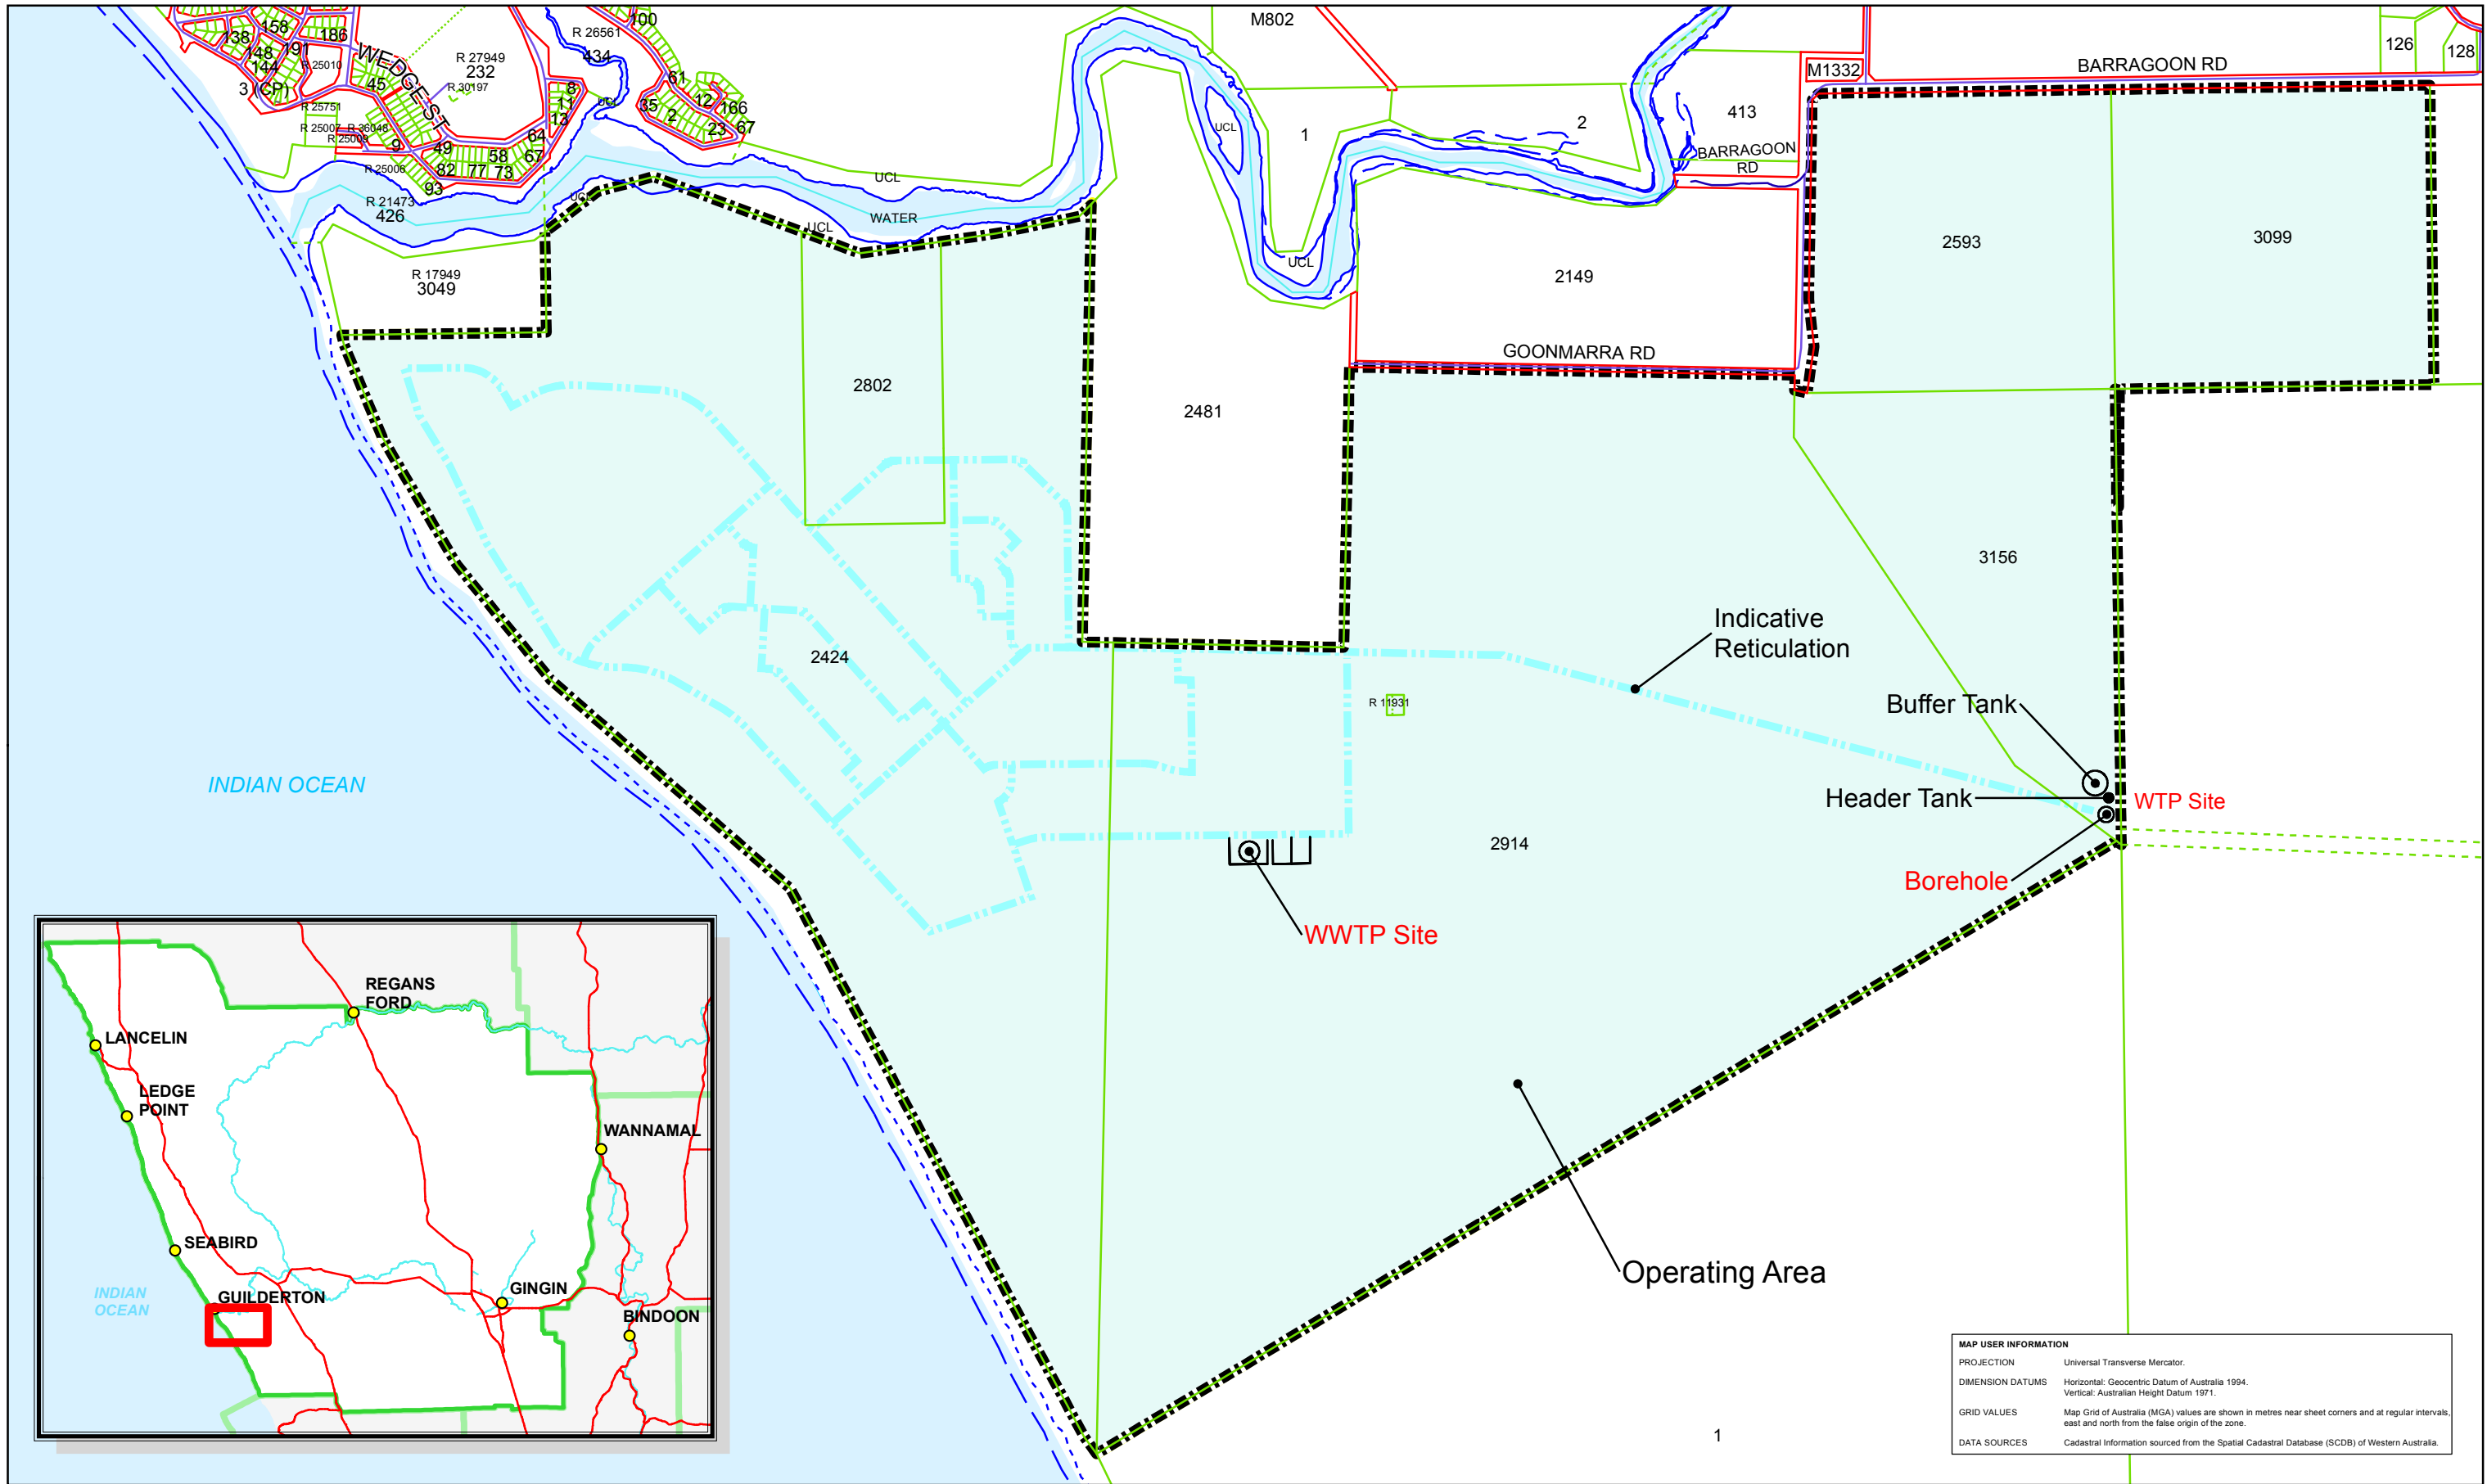 158
138
148
191
186
144
3 (CP)
R 25010
WEDGE ST
45
R 27949
232
R 30197
R 25751
R 25007
R 36048
R 25009
9
49
R 25006
82
77
58
73
64
67
93
8
11
13
UCL
R 26561
434
100
61
35
2
12
166
23
67
M802
UCL
1
2
413
BARRAGOON
RD
M1332
BARRAGOON RD
126
128
R 21473
426
UCL
UCL
WATER
UCL
UCL
R 17949
3049
2149
2593
3099
GOONMARRA RD
2802
2481
3156
Indicative
Reticulation
2424
R 11931
Buffer Tank
INDIAN OCEAN
Header Tank
WTP Site
2914
Borehole
WWTP Site
Operating Area
1
REGANS
FORD
LANCELIN
LEDGE
POINT
WANNAMAL
SEABIRD
INDIAN
OCEAN
GUILDERTON
GINGIN
BINDOON
MAP USER INFORMATION
PROJECTION Universal Transverse Mercator.
DIMENSION DATUMS Horizontal: Geocentric Datum of Australia 1994.
Vertical: Australian Height Datum 1971.
GRID VALUES Map Grid of Australia (MGA) values are shown in metres near sheet corners and at regular intervals,
east and north from the false origin of the zone.
DATA SOURCES Cadastral Information sourced from the Spatial Cadastral Database (SCDB) of Western Australia.